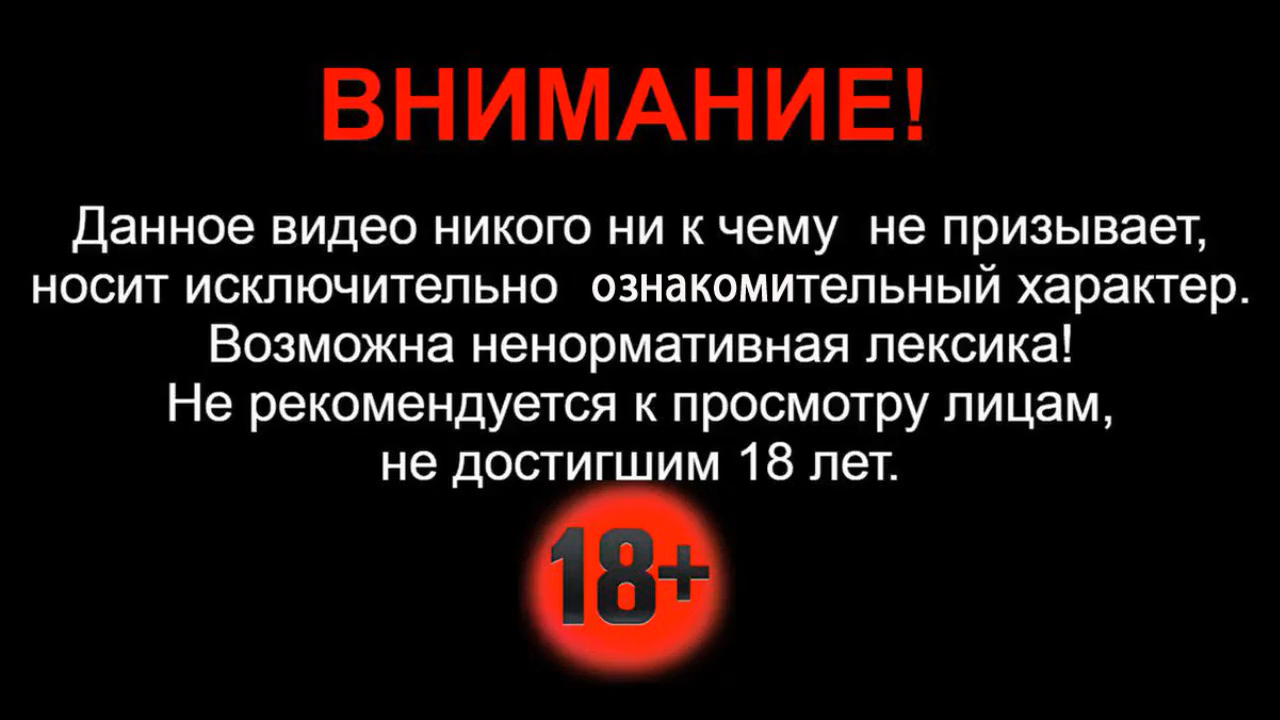 ВНИМАНИЕ!
Данное видео никого ни к чему не призывает,
носит исключительно ознакомительный характер.
Возможна ненормативная лексика!
Не рекомендуется к просмотру лицам,
не достигшим 18 лет.
18+